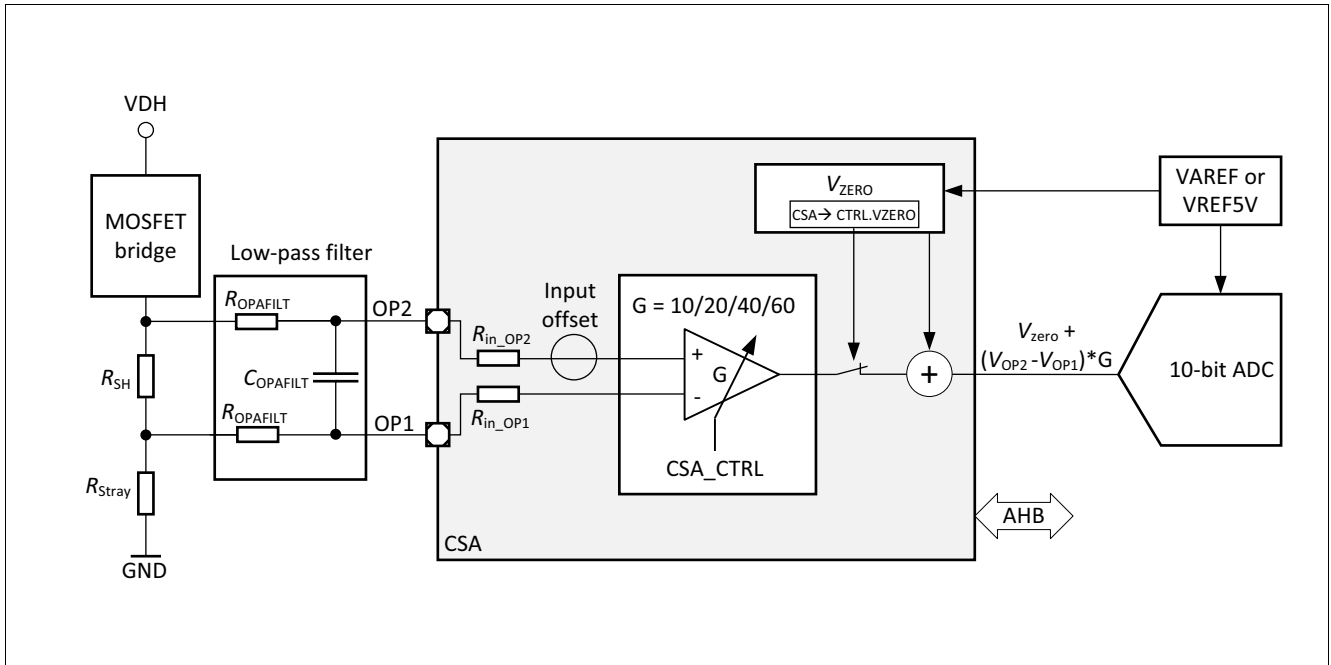 VDH
MOSFET
bridge
Low-pass filter
R_OPAFILT
R_SH
C_OPAFILT
R_OPAFILT
R_Stray
GND
OP2
OP1
R_in_OP2
R_in_OP1
Input
offset
G = 10/20/40/60
+
G
-
CSA_CTRL
V_ZERO
CSA→ CTRL.VZERO
+
CSA
AHB
VAREF or
VREF5V
V_zero +
(V_OP2 -V_OP1)*G
10-bit ADC